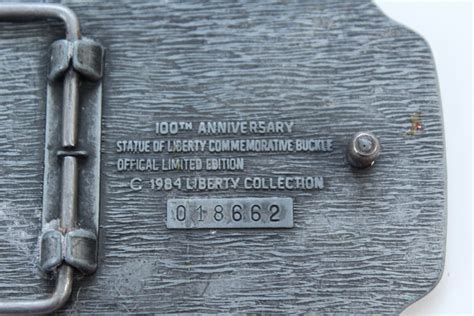 100TH ANNIVERSARY
STATUE OF LIBERTY COMMEMORATIVE BUCKLE
OFFICAL LIMITED EDITION
C 1984 LIBERTY COLLECTION
018662